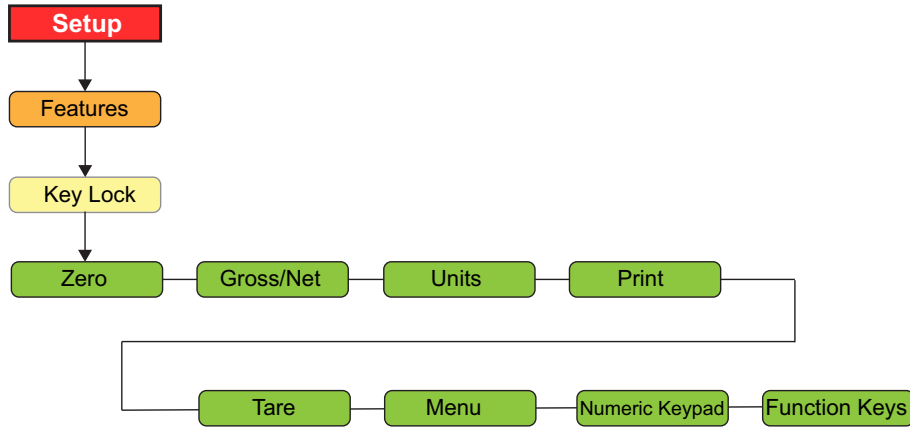 Setup
Features
Key Lock
Zero
Gross/Net
Units
Print
Tare
Menu
Numeric Keypad
Function Keys